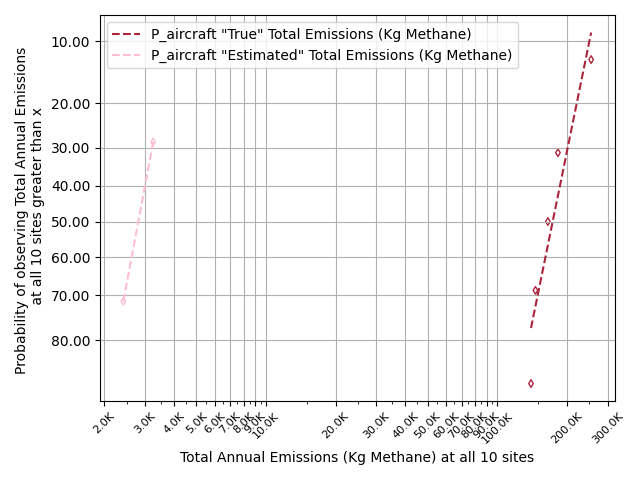 P_aircraft "True" Total Emissions (Kg Methane)
P_aircraft "Estimated" Total Emissions (Kg Methane)
Probability of observing Total Annual Emissions
at all 10 sites greater than x
10.00
20.00
30.00
40.00
50.00
60.00
70.00
80.00
2.0K
3.0K
4.0K
5.0K
6.0K
7.0K
8.0K
9.0K
10.0K
20.0K
30.0K
40.0K
50.0K
60.0K
70.0K
80.0K
90.0K
100.0K
200.0K
300.0K
Total Annual Emissions (Kg Methane) at all 10 sites